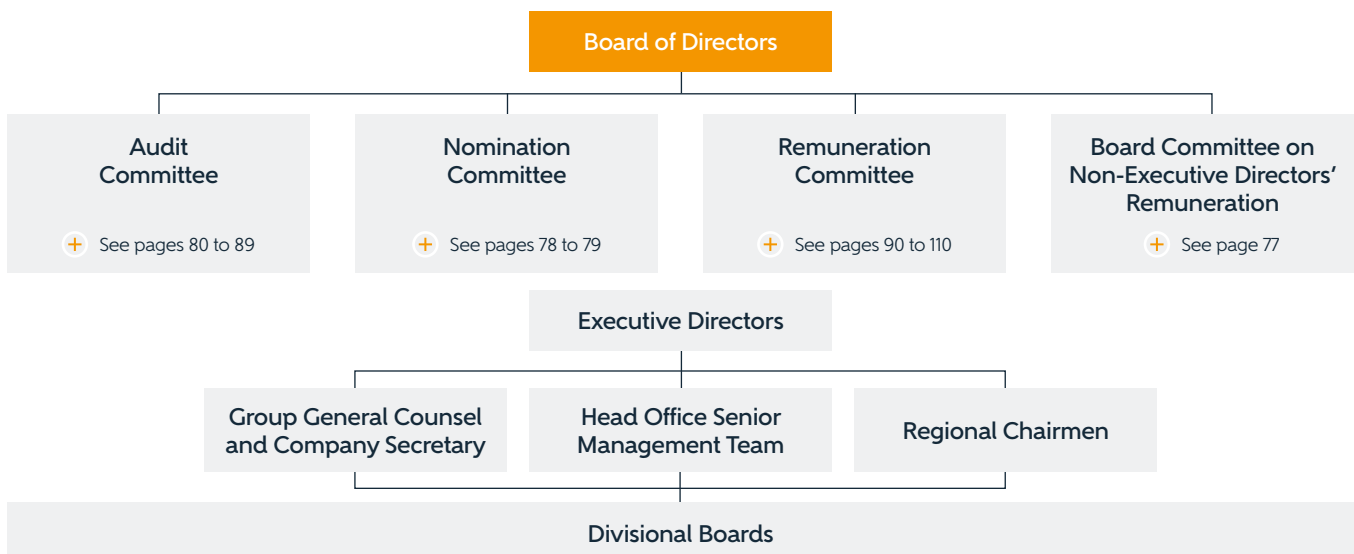 Board of Directors
Audit
Committee
+ See pages 80 to 89
Nomination
Committee
+ See pages 78 to 79
Remuneration
Committee
+ See pages 90 to 110
Board Committee on
Non-Executive Directors’
Remuneration
+ See page 77
Executive Directors
Group General Counsel
and Company Secretary
Head Office Senior
Management Team
Regional Chairmen
Divisional Boards